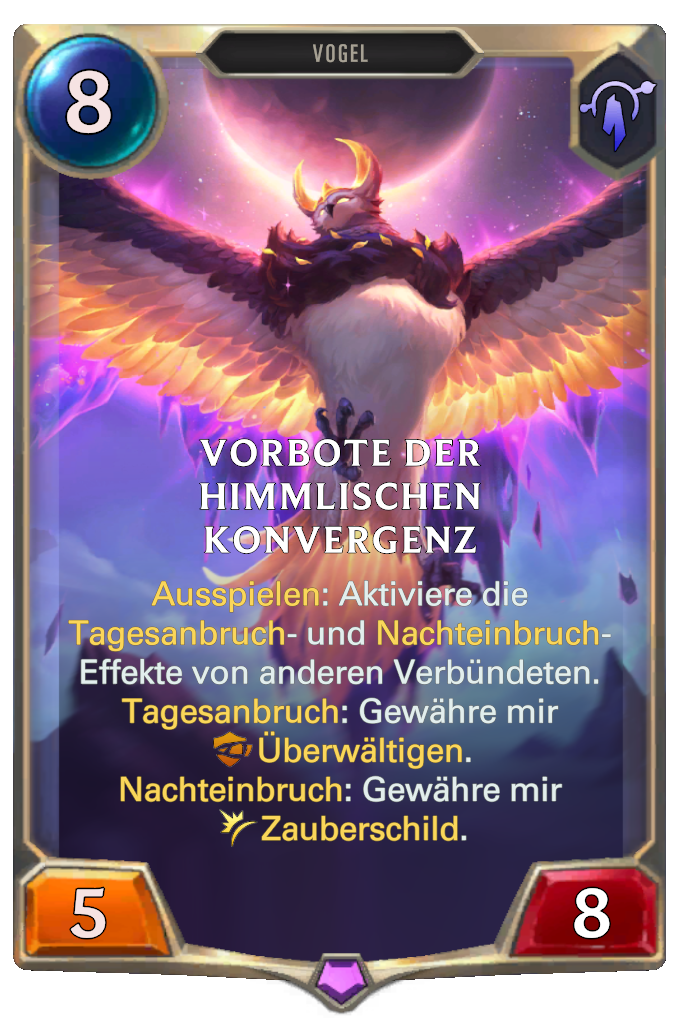 8
VOGEL
VORBOTE DER
HIMMLISCHEN
KONVERGENZ
Ausspielen: Aktiviere die
Tagesanbruch- und Nachteinbruch-
Effekte von anderen Verbündeten.
Tagesanbruch: Gewähre mir
Überwältigen.
Nachteinbruch: Gewähre mir
Zauberschild.
5
8